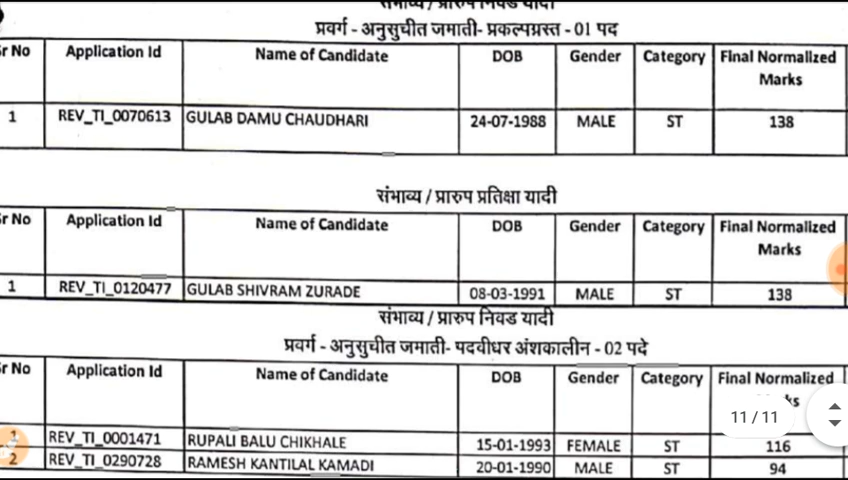 संभाव्य / प्रारुप निवड यादी
प्रवर्ग - अनुसुचीत जमाती- प्रकल्पग्रस्त - 01 पद
Sr No Application Id Name of Candidate DOB Gender Category Final Normalized
Marks
1 REV_TI_0070613 GULAB DAMU CHAUDHARI 24-07-1988 MALE ST 138
संभाव्य / प्रारुप प्रतिक्षा यादी
Sr No Application Id Name of Candidate DOB Gender Category Final Normalized
Marks
1 REV_TI_0120477 GULAB SHIVRAM ZURADE 08-03-1991 MALE ST 138
संभाव्य / प्रारुप निवड यादी
प्रवर्ग - अनुसुचीत जमाती- पदवीधर अंशकालीन - 02 पदे
Sr No Application Id Name of Candidate DOB Gender Category Final Normalized
11 / 11
1 REV_TI_0001471 RUPALI BALU CHIKHALE 15-01-1993 FEMALE ST 116
2 REV_TI_0290728 RAMESH KANTILAL KAMADI 20-01-1990 MALE ST 94